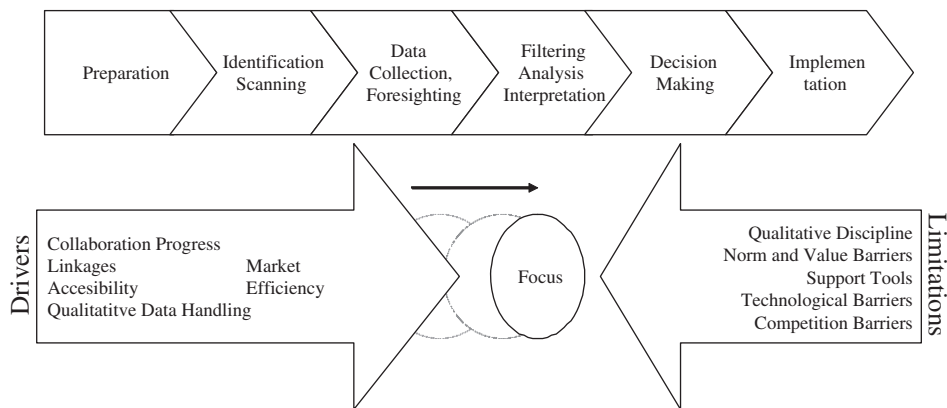 Preparation
Identification
Scanning
Data
Collection,
Foresighting
Filtering
Analysis
Interpretation
Decision
Making
Implemen
tation
Drivers
Collaboration Progress
Linkages Market
Accesibility Efficiency
Qualitatitve Data Handling
Focus
Qualitative Discipline
Norm and Value Barriers
Support Tools
Technological Barriers
Competition Barriers
Limitations